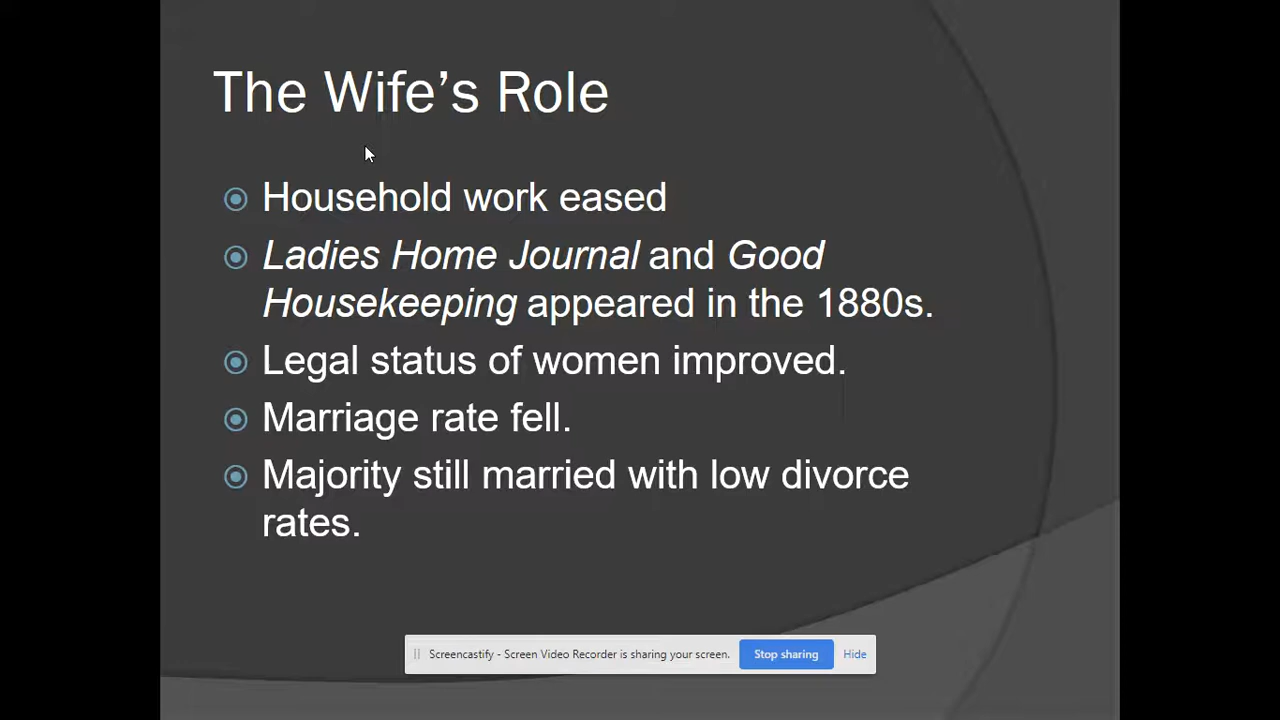 The Wife’s Role
Household work eased
Ladies Home Journal and Good
Housekeeping appeared in the 1880s.
Legal status of women improved.
Marriage rate fell.
Majority still married with low divorce
rates.
Screencastify - Screen Video Recorder is sharing your screen. Stop sharing Hide